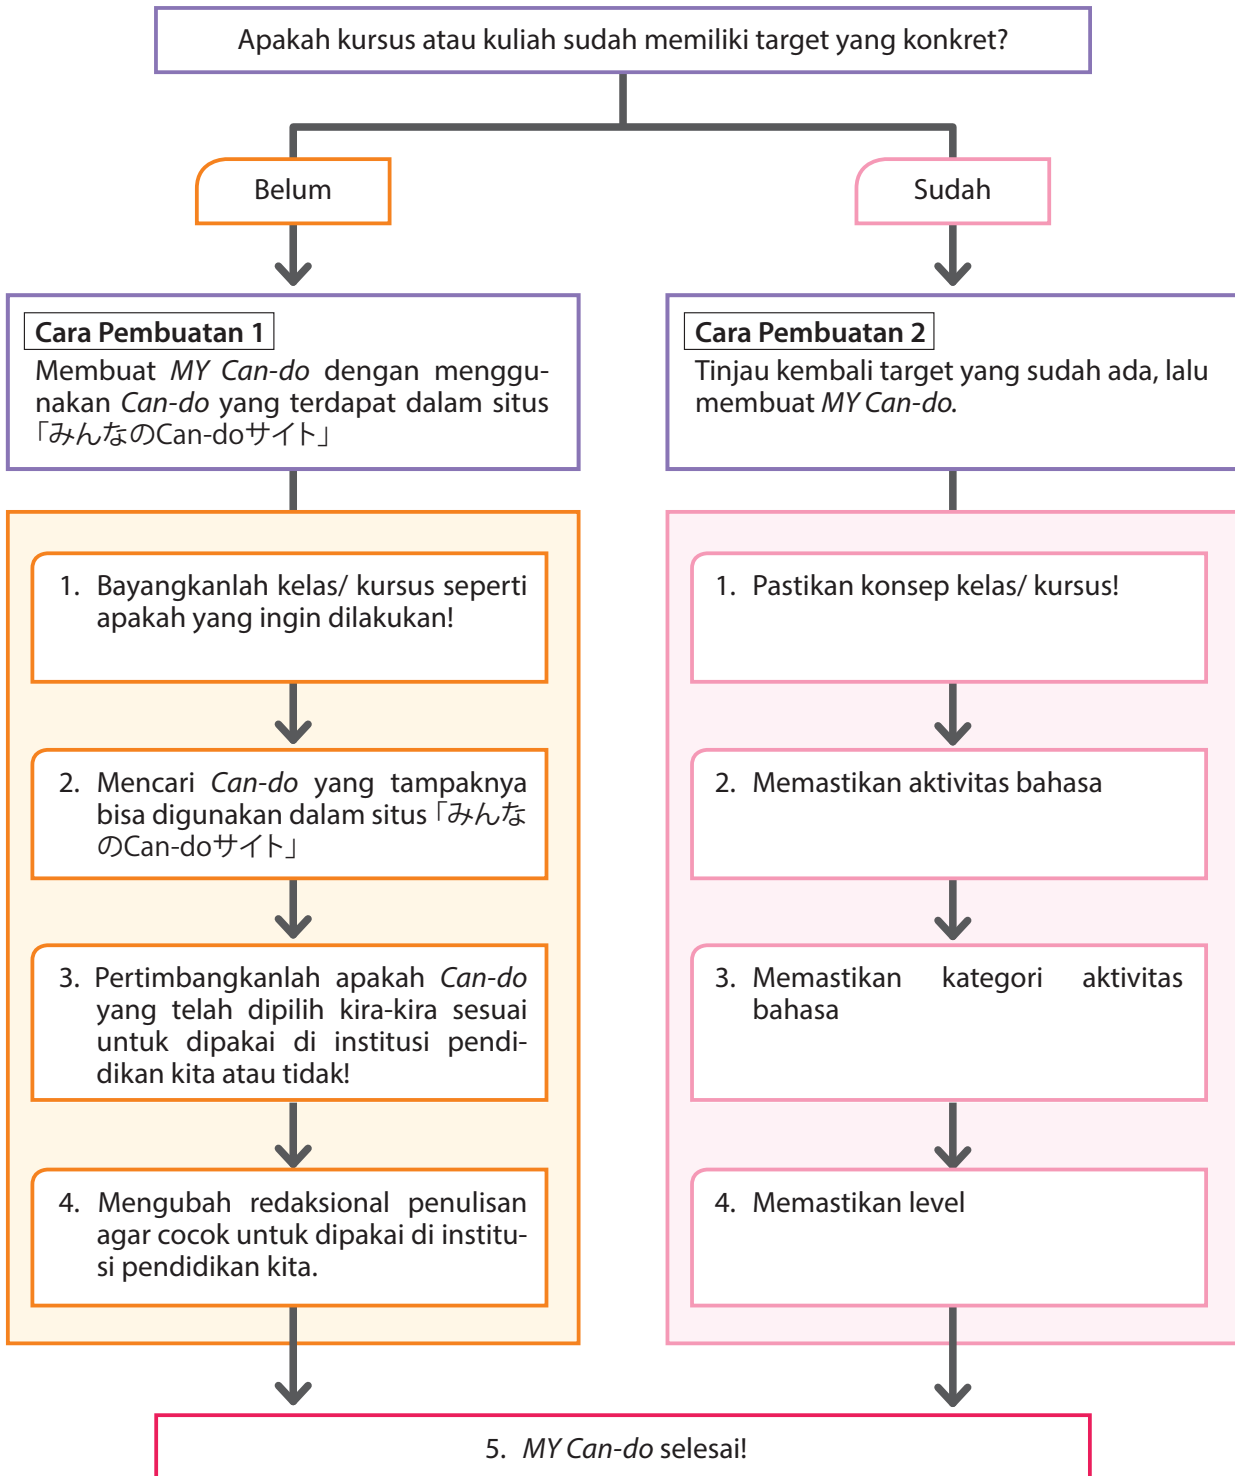 Apakah kursus atau kuliah sudah memiliki target yang konkret?
Belum
Sudah
Cara Pembuatan 1
Membuat MY Can-do dengan menggu-
nakan Can-do yang terdapat dalam situs
「みんなのCan-doサイト」
Cara Pembuatan 2
Tinjau kembali target yang sudah ada, lalu
membuat MY Can-do.
1. Bayangkanlah kelas/ kursus seperti
apakah yang ingin dilakukan!
2. Mencari Can-do yang tampaknya
bisa digunakan dalam situs「みんな
のCan-doサイト」
3. Pertimbangkanlah apakah Can-do
yang telah dipilih kira-kira sesuai
untuk dipakai di institusi pendi-
dikan kita atau tidak!
4. Mengubah redaksional penulisan
agar cocok untuk dipakai di institu-
si pendidikan kita.
1. Pastikan konsep kelas/ kursus!
2. Memastikan aktivitas bahasa
3. Memastikan kategori aktivitas
bahasa
4. Memastikan level
5. MY Can-do selesai!